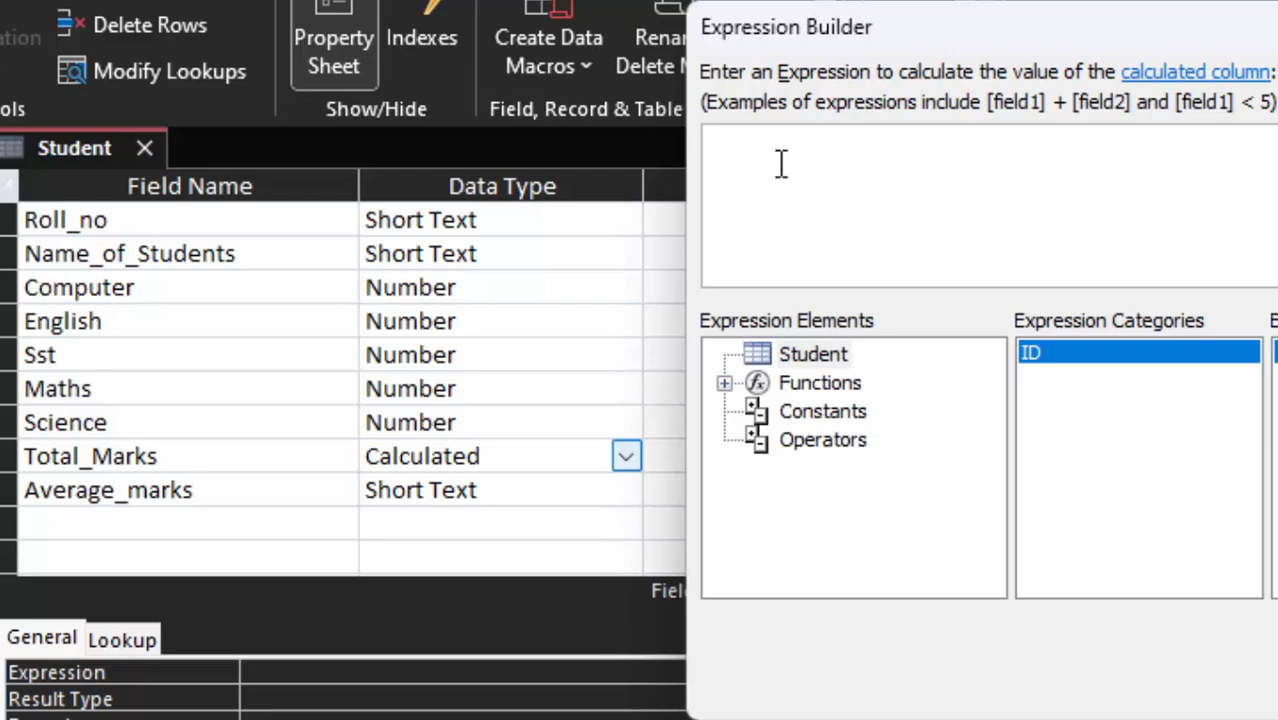 Delete Rows
Modify Lookups
Property
Sheet
Indexes
Create Data
Macros
Delete
Show/Hide
Field, Record & Table
Student
Field Name Data Type
Roll_no Short Text
Name_of_Students Short Text
Computer Number
English Number
Sst Number
Maths Number
Science Number
Total_Marks Calculated
Average_marks Short Text
General Lookup
Expression
Result Type
Expression Builder
Enter an Expression to calculate the value of the calculated column:
(Examples of expressions include [field1] + [field2] and [field1] < 5)
Expression Elements
Student
Functions
Constants
Operators
Expression Categories
ID